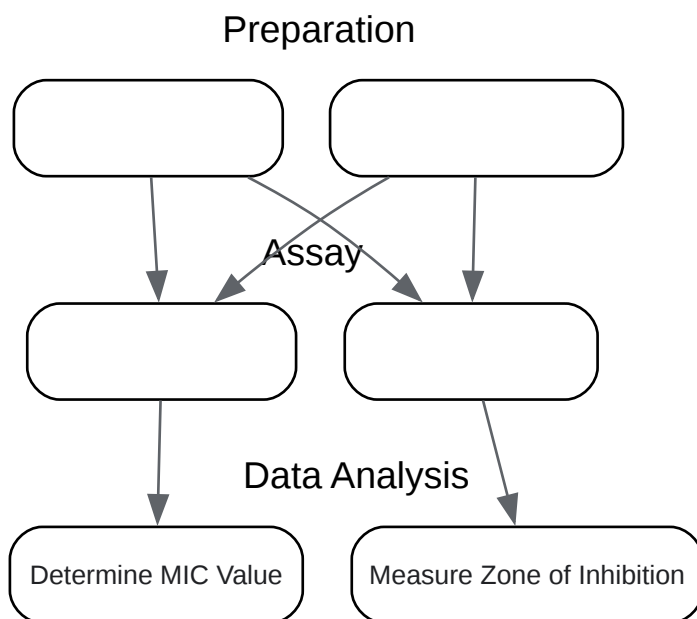 Preparation
Assay
Data Analysis
Determine MIC Value
Measure Zone of Inhibition